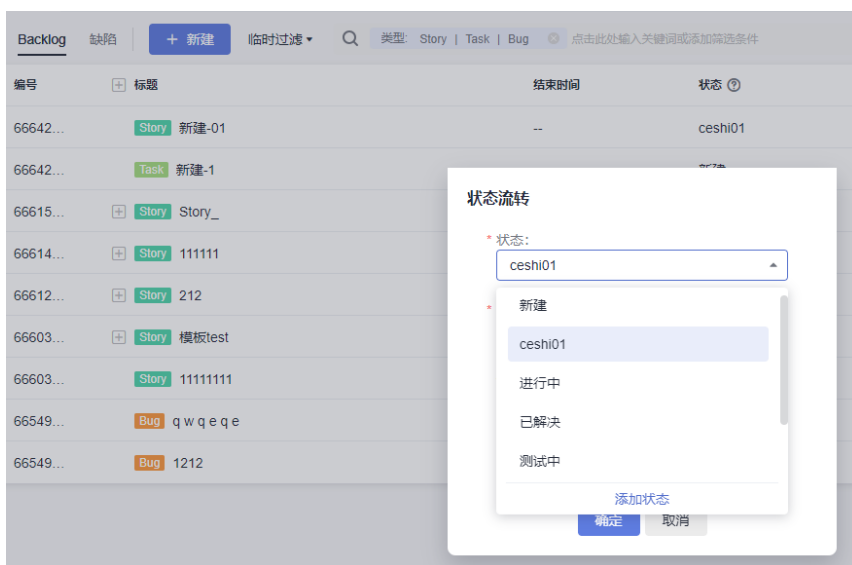 Backlog 缺陷 + 新建 临时过滤 类型: Story | Task | Bug 点击此处输入关键词或添加筛选条件
编号 标题 结束时间 状态
66642... Story 新建-01 -- ceshi01
66642... Task 新建-1 新建
66615... Story Story_
66614... Story 111111
66612... Story 212
66603... Story 模板test
66603... Story 11111111
66549... Bug q w q e q e
66549... Bug 1212
状态流转
* 状态:
ceshi01
*
新建
ceshi01
进行中
已解决
测试中
添加状态
确定 取消